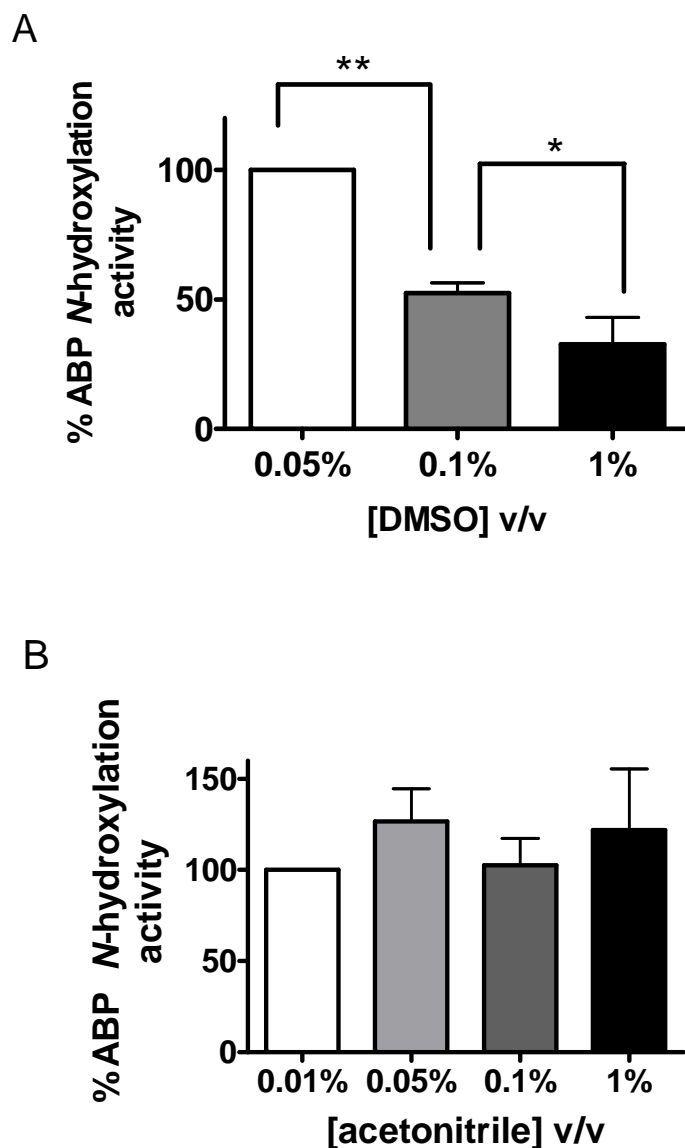 A
**
*
% ABP N-hydroxylation
activity
100
50
0
0.05% 0.1% 1%
[DMSO] v/v
B
% ABP N-hydroxylation
activity
150
100
50
0
0.01% 0.05% 0.1% 1%
[acetonitrile] v/v